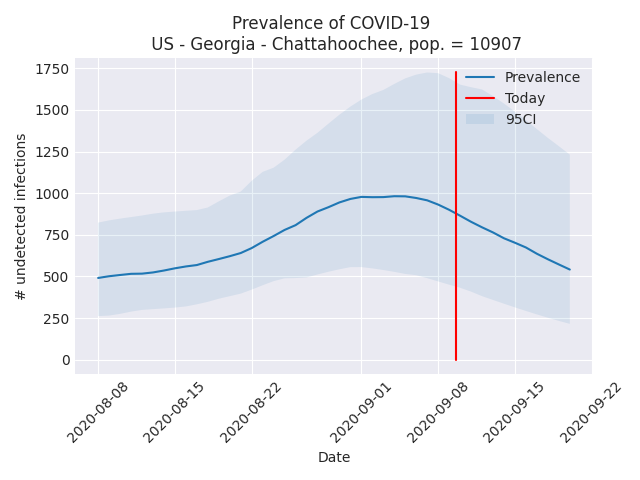 Prevalence of COVID-19
US - Georgia - Chattahoochee, pop. = 10907
1750
1500
1250
1000
750
500
250
0
# undetected infections
Prevalence
Today
95CI
2020-08-08
2020-08-15
2020-08-22
2020-09-01
2020-09-08
2020-09-15
2020-09-22
Date